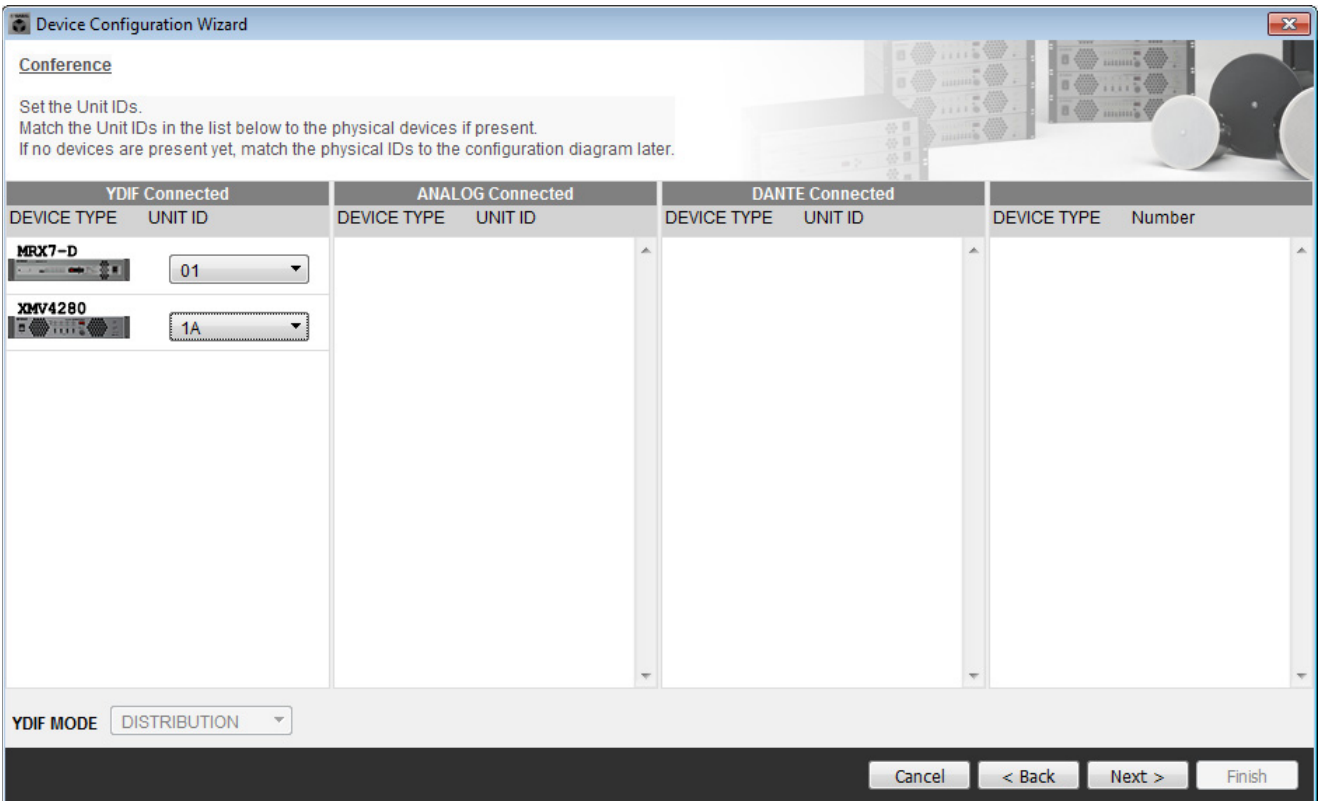 Device Configuration Wizard
Conference
Set the Unit IDs.
Match the Unit IDs in the list below to the physical devices if present.
If no devices are present yet, match the physical IDs to the configuration diagram later.
YDIF Connected ANALOG Connected DANTE Connected
DEVICE TYPE UNIT ID DEVICE TYPE UNIT ID DEVICE TYPE UNIT ID DEVICE TYPE Number
MRX7-D
01
XMV4280
1A
YDIF MODE DISTRIBUTION
Cancel < Back Next > Finish